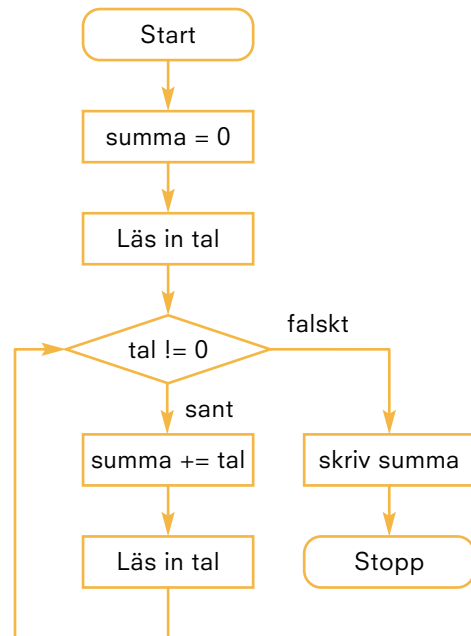 Start
summa = 0
Läs in tal
tal != 0
falskt
sant
summa += tal
skriv summa
Läs in tal
Stopp